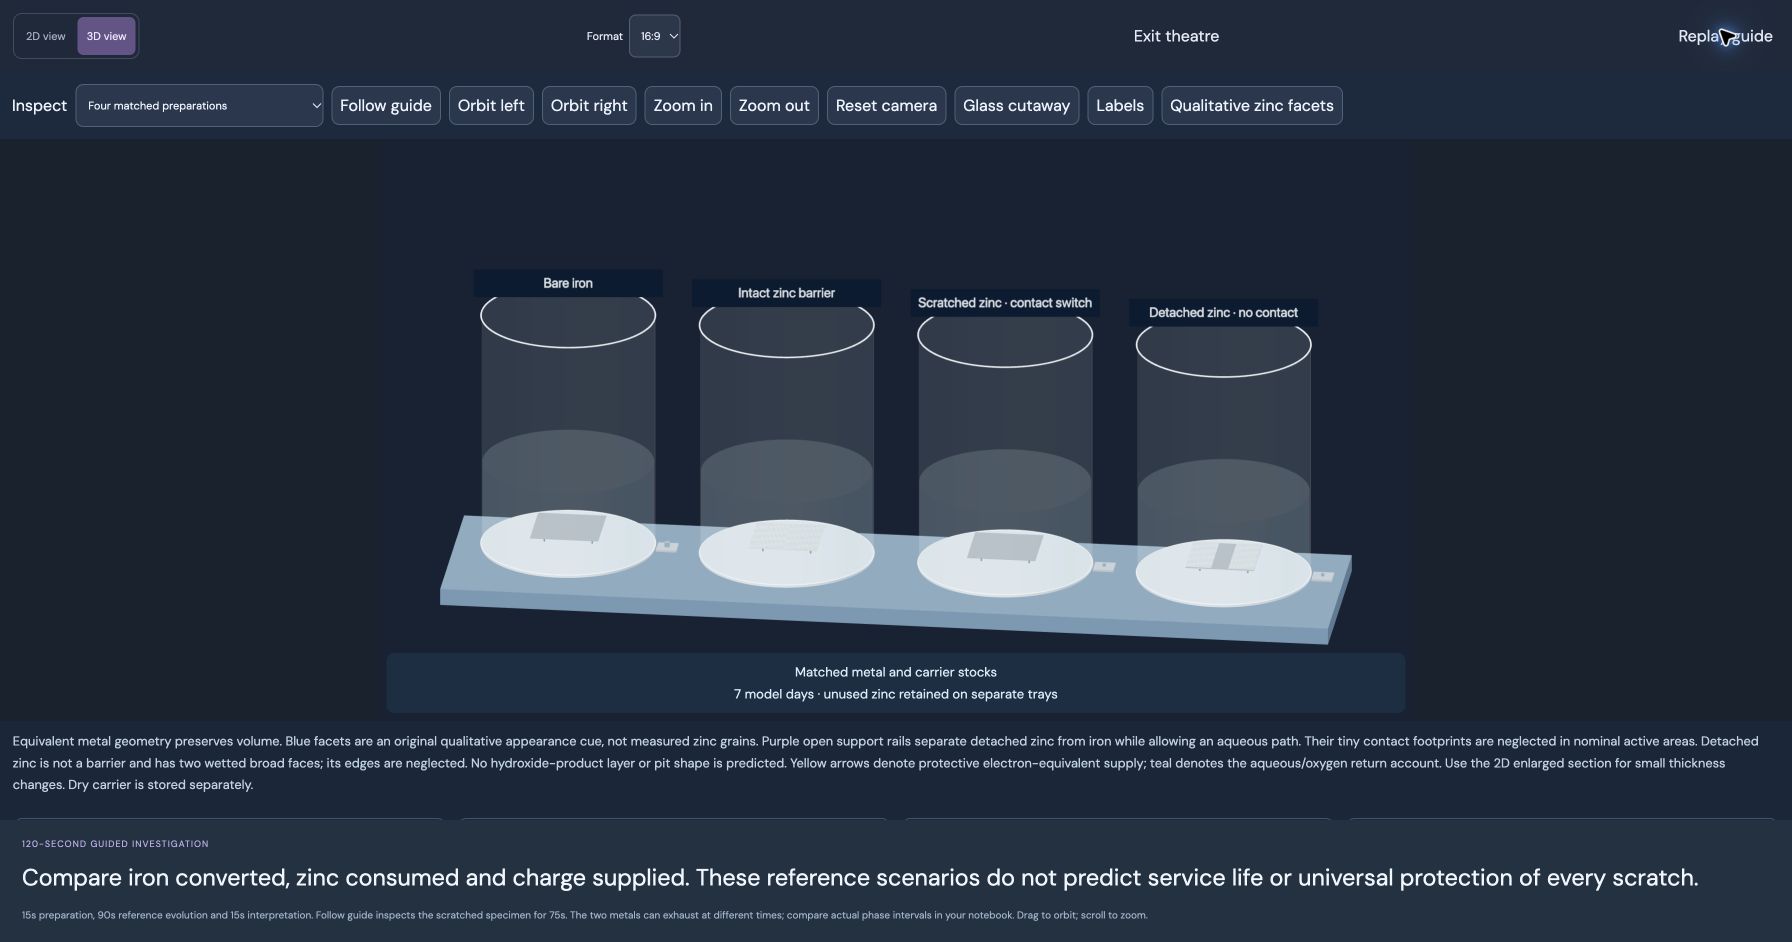 2D view
3D view
Format
16:9
Exit theatre
Inspect
Four matched preparations
Follow guide
Orbit left
Orbit right
Zoom in
Zoom out
Reset camera
Glass cutaway
Labels
Qualitative zinc facets
Bare iron
Intact zinc barrier
Scratched zinc · contact switch
Detached zinc · no contact
Matched metal and carrier stocks
7 model days · unused zinc retained on separate trays
Equivalent metal geometry preserves volume. Blue facets are an original qualitative appearance cue, not measured zinc grains. Purple open support rails separate detached zinc from iron while allowing an aqueous path. Their tiny contact footprints are neglected in nominal active areas. Detached
zinc is not a barrier and has two wetted broad faces; its edges are neglected. No hydroxide-product layer or pit shape is predicted. Yellow arrows denote protective electron-equivalent supply; teal denotes the aqueous/oxygen return account. Use the 2D enlarged section for small thickness
changes. Dry carrier is stored separately.
120-SECOND GUIDED INVESTIGATION
Compare iron converted, zinc consumed and charge supplied. These reference scenarios do not predict service life or universal protection of every scratch.
15s preparation, 90s reference evolution and 15s interpretation. Follow guide inspects the scratched specimen for 75s. The two metals can exhaust at different times; compare actual phase intervals in your notebook. Drag to orbit; scroll to zoom.